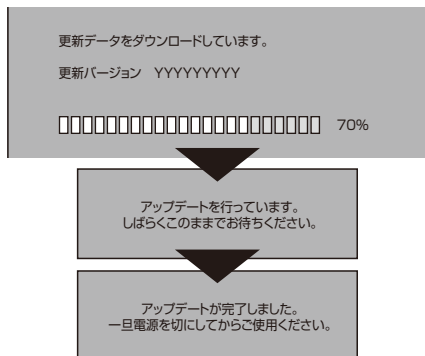 更新データをダウンロードしています。
更新バージョン　YYYYYYYYY
70%
アップデートを行っています。
しばらくこのままでお待ちください。
アップデートが完了しました。
一旦電源を切にしてからご使用ください。